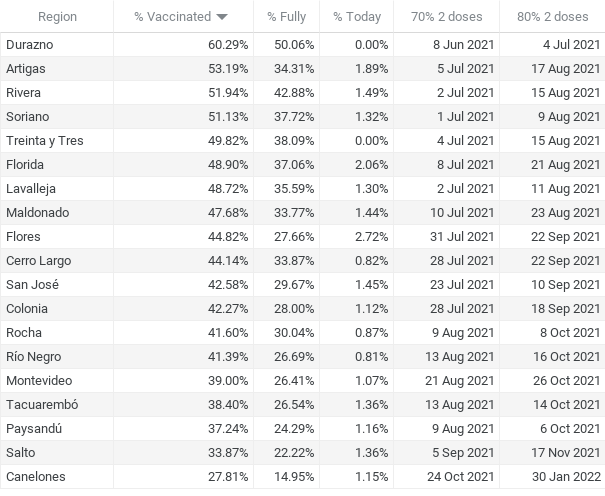 Region % Vaccinated % Fully % Today 70% 2 doses 80% 2 doses
Durazno 60.29% 50.06% 0.00% 8 Jun 2021 4 Jul 2021
Artigas 53.19% 34.31% 1.89% 5 Jul 2021 17 Aug 2021
Rivera 51.94% 42.88% 1.49% 2 Jul 2021 15 Aug 2021
Soriano 51.13% 37.72% 1.32% 1 Jul 2021 9 Aug 2021
Treinta y Tres 49.82% 38.09% 0.00% 4 Jul 2021 15 Aug 2021
Florida 48.90% 37.06% 2.06% 8 Jul 2021 21 Aug 2021
Lavalleja 48.72% 35.59% 1.30% 2 Jul 2021 11 Aug 2021
Maldonado 47.68% 33.77% 1.44% 10 Jul 2021 23 Aug 2021
Flores 44.82% 27.66% 2.72% 31 Jul 2021 22 Sep 2021
Cerro Largo 44.14% 33.87% 0.82% 28 Jul 2021 22 Sep 2021
San José 42.58% 29.67% 1.45% 23 Jul 2021 10 Sep 2021
Colonia 42.27% 28.00% 1.12% 28 Jul 2021 18 Sep 2021
Rocha 41.60% 30.04% 0.87% 9 Aug 2021 8 Oct 2021
Río Negro 41.39% 26.69% 0.81% 13 Aug 2021 16 Oct 2021
Montevideo 39.00% 26.41% 1.07% 21 Aug 2021 26 Oct 2021
Tacuarembó 38.40% 26.54% 1.36% 13 Aug 2021 14 Oct 2021
Paysandú 37.24% 24.29% 1.16% 9 Aug 2021 6 Oct 2021
Salto 33.87% 22.22% 1.36% 5 Sep 2021 17 Nov 2021
Canelones 27.81% 14.95% 1.15% 24 Oct 2021 30 Jan 2022